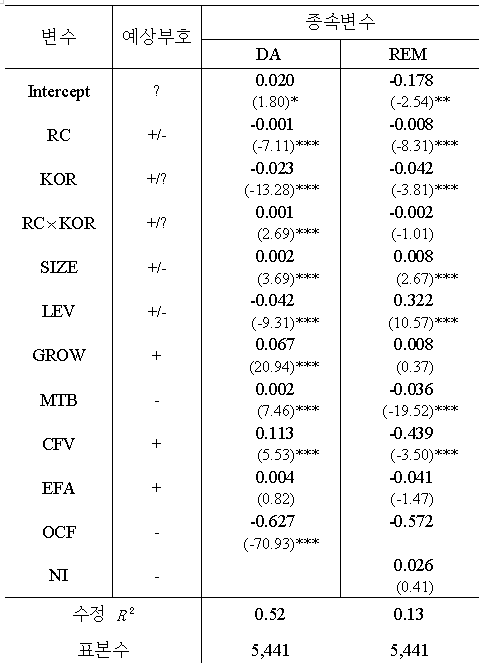 변수 예상부호 종속변수
DA REM
Intercept ? 0.020 -0.178
(1.80)* (-2.54)**
RC +/- -0.001 -0.008
(-7.11)*** (-8.31)***
KOR +/? -0.023 -0.042
(-13.28)*** (-3.81)***
RC×KOR +/? 0.001 -0.002
(2.69)*** (-1.01)
SIZE +/- 0.002 0.008
(3.69)*** (2.67)***
LEV +/- -0.042 0.322
(-9.31)*** (10.57)***
GROW + 0.067 0.008
(20.94)*** (0.37)
MTB - 0.002 -0.036
(7.46)*** (-19.52)***
CFV + 0.113 -0.439
(5.53)*** (-3.50)***
EFA + 0.004 -0.041
(0.82) (-1.47)
OCF - -0.627 -0.572
(-70.93)***
NI - 0.026
(0.41)
수정 R² 0.52 0.13
표본수 5,441 5,441